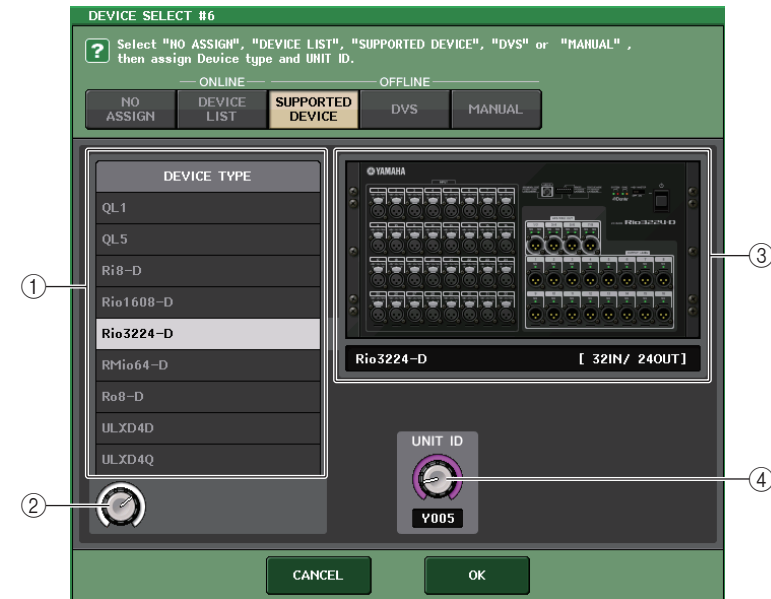 DEVICE SELECT #6
? Select "NO ASSIGN", "DEVICE LIST", "SUPPORTED DEVICE", "DVS" or "MANUAL" ,
then assign Device type and UNIT ID.
ONLINE OFFLINE
NO ASSIGN
DEVICE LIST
SUPPORTED DEVICE
DVS
MANUAL
DEVICE TYPE
QL1
QL5
Ri8-D
Rio1608-D
Rio3224-D
RMio64-D
Ro8-D
ULXD4D
ULXD4Q
YAMAHA
Rio3224-D
Rio3224-D [ 32IN/ 24OUT]
UNIT ID
Y005
CANCEL OK
1
2
3
4